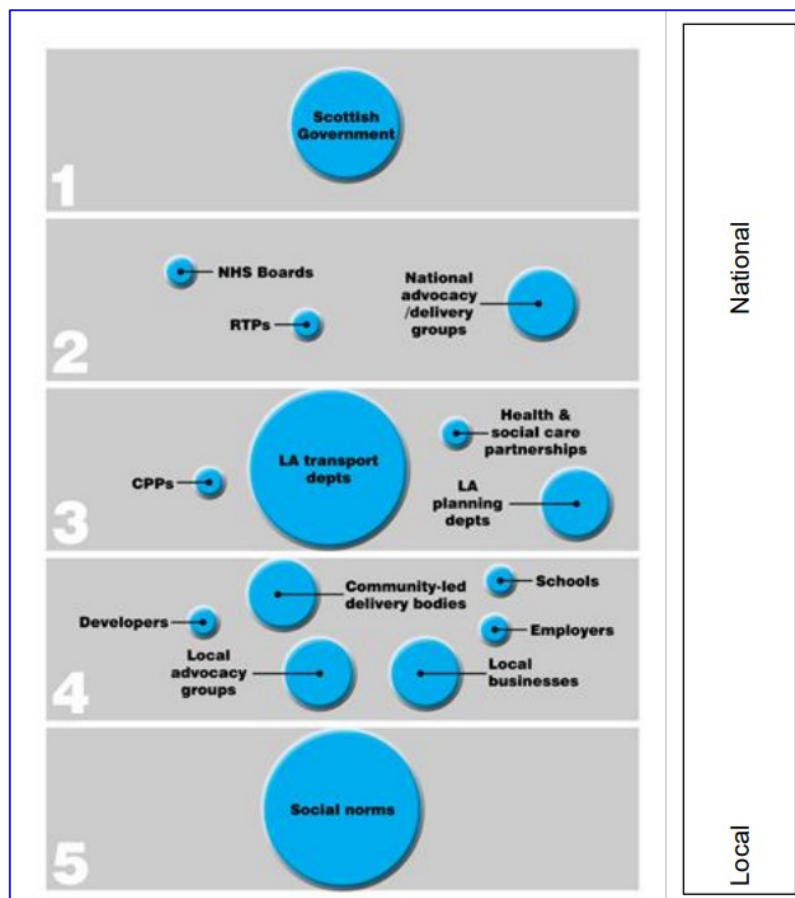 Scottish
Government
1
NHS Boards
RTPs
National
advocacy
/delivery
groups
2
LA transport
depts
CPPs
Health &
social care
partnerships
LA
planning
depts
3
Community-led
delivery bodies
Schools
Developers
Employers
Local
advocacy
groups
Local
businesses
4
Social norms
5
National
Local